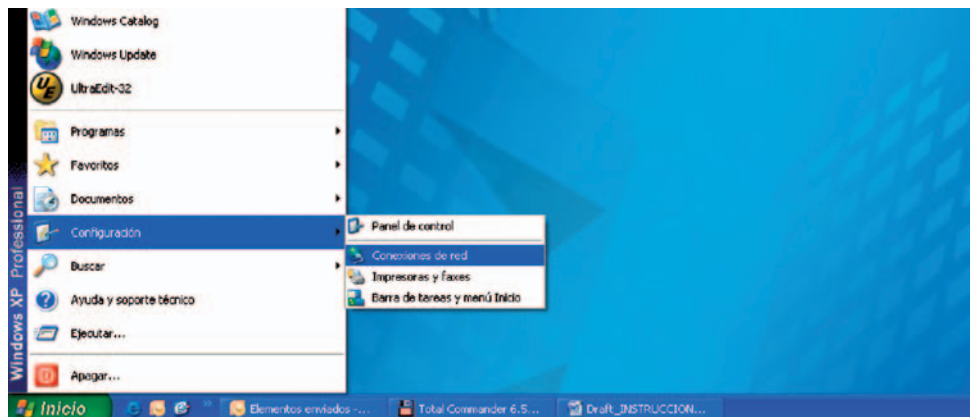 Windows Catalog
Windows Update
UltraEdit-32
Programas
Favoritos
Documentos
Configuración
Buscar
Ayuda y soporte técnico
Ejecutar...
Apagar...
Panel de control
Conexiones de red
Impresoras y faxes
Barra de tareas y menú Inicio
Windows XP Professional
Inicio
Elementos enviados -...
Total Commander 6.5...
Draft_INSTRUCCION...